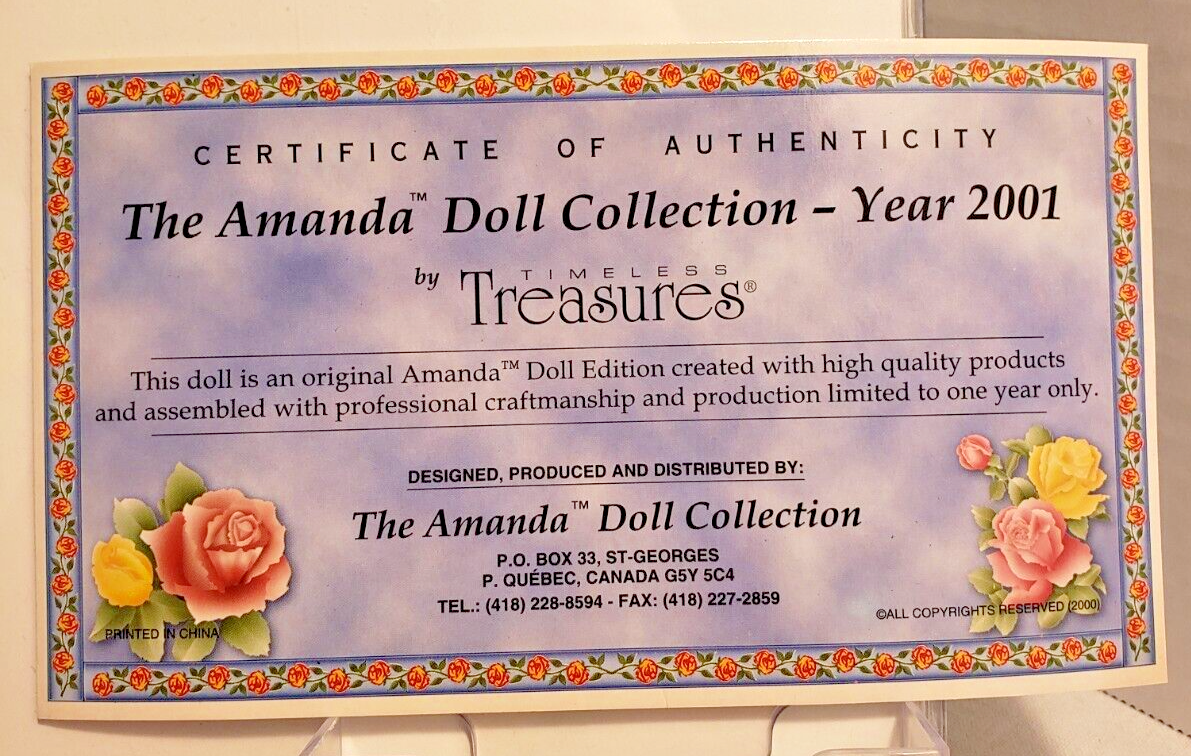 CERTIFICATE OF AUTHENTICITY
The Amanda™ Doll Collection – Year 2001
by TIMELESS Treasures®
This doll is an original Amanda™ Doll Edition created with high quality products
and assembled with professional craftmanship and production limited to one year only.
DESIGNED, PRODUCED AND DISTRIBUTED BY:
The Amanda™ Doll Collection
P.O. BOX 33, ST-GEORGES
P. QUÉBEC, CANADA G5Y 5C4
TEL.: (418) 228-8594 - FAX: (418) 227-2859
©ALL COPYRIGHTS RESERVED (2000)
PRINTED IN CHINA